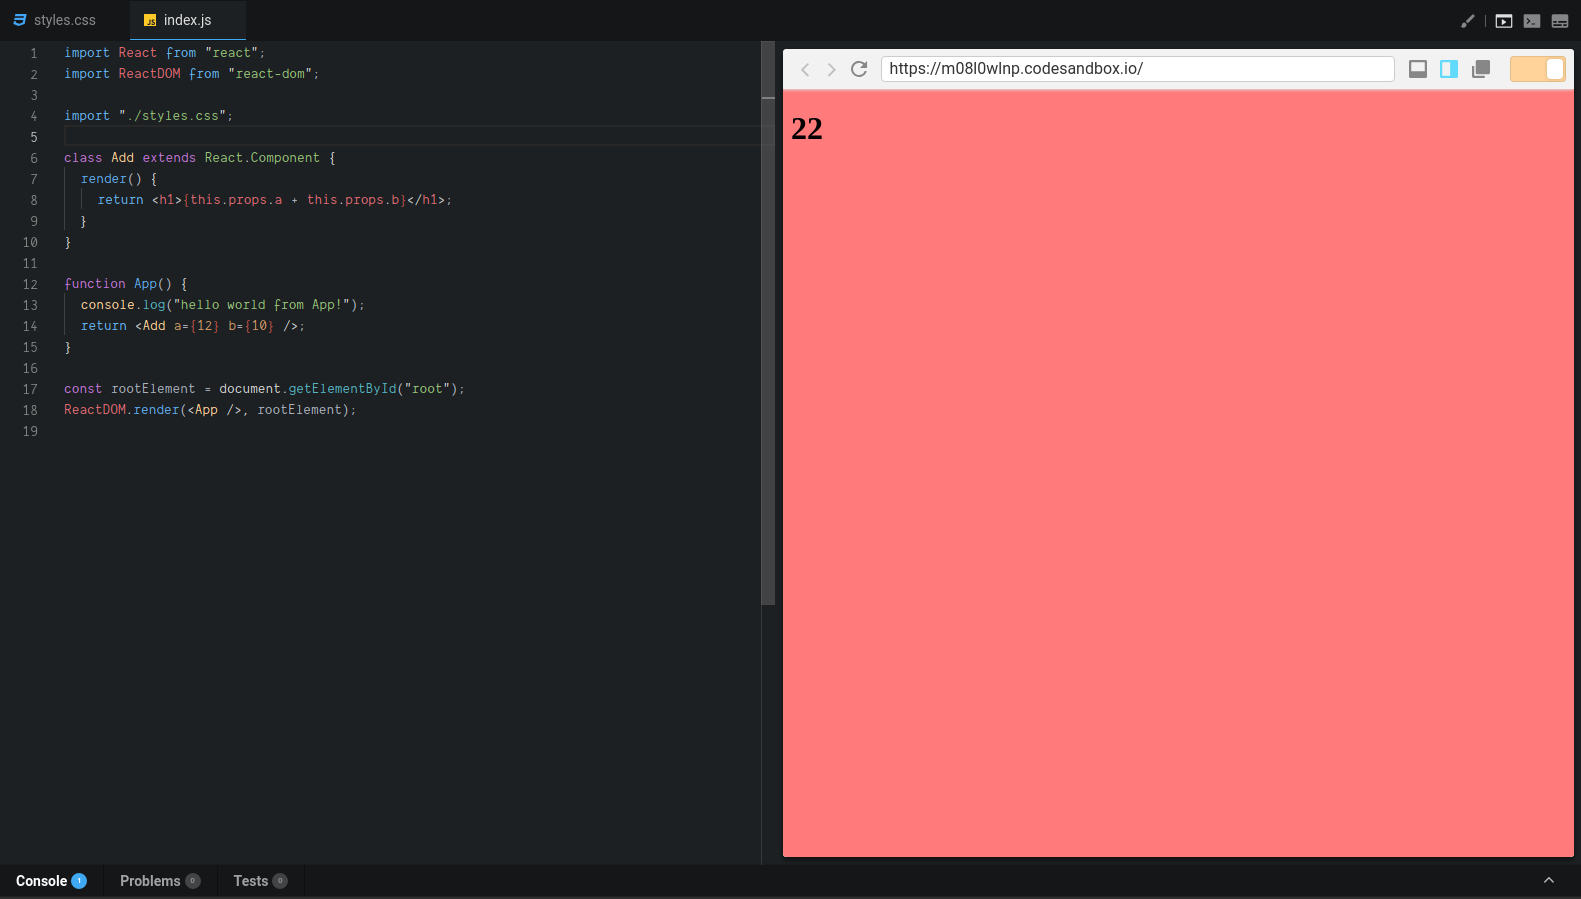 styles.css
index.js
1 import React from "react";
2 import ReactDOM from "react-dom";
3
4 import "./styles.css";
5
6 class Add extends React.Component {
7 render() {
8 return <h1>{this.props.a + this.props.b}</h1>;
9 }
10 }
11
12 function App() {
13 console.log("hello world from App!");
14 return <Add a={12} b={10} />;
15 }
16
17 const rootElement = document.getElementById("root");
18 ReactDOM.render(<App />, rootElement);
19
https://m08l0wlnp.codesandbox.io/
22
Console 1
Problems 0
Tests 0